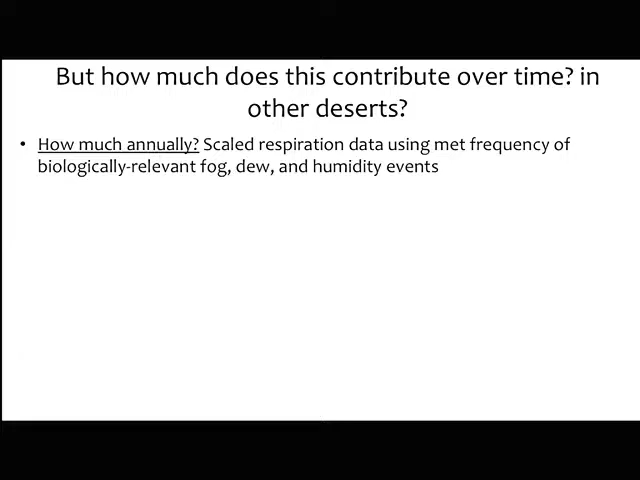 But how much does this contribute over time? in
other deserts?
• How much annually? Scaled respiration data using met frequency of
biologically-relevant fog, dew, and humidity events